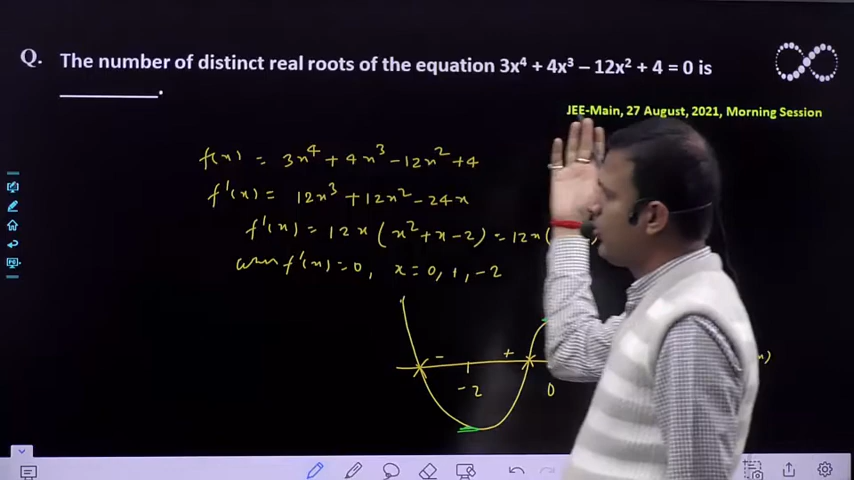 Q. The number of distinct real roots of the equation 3x⁴ + 4x³ – 12x² + 4 = 0 is
__________.
JEE-Main, 27 August, 2021, Morning Session
f(x) = 3x⁴ + 4x³ - 12x² + 4
f'(x) = 12x³ + 12x² - 24x
f'(x) = 12x (x² + x - 2) = 12x (
when f'(x) = 0, x = 0, 1, -2
- +
-2 0